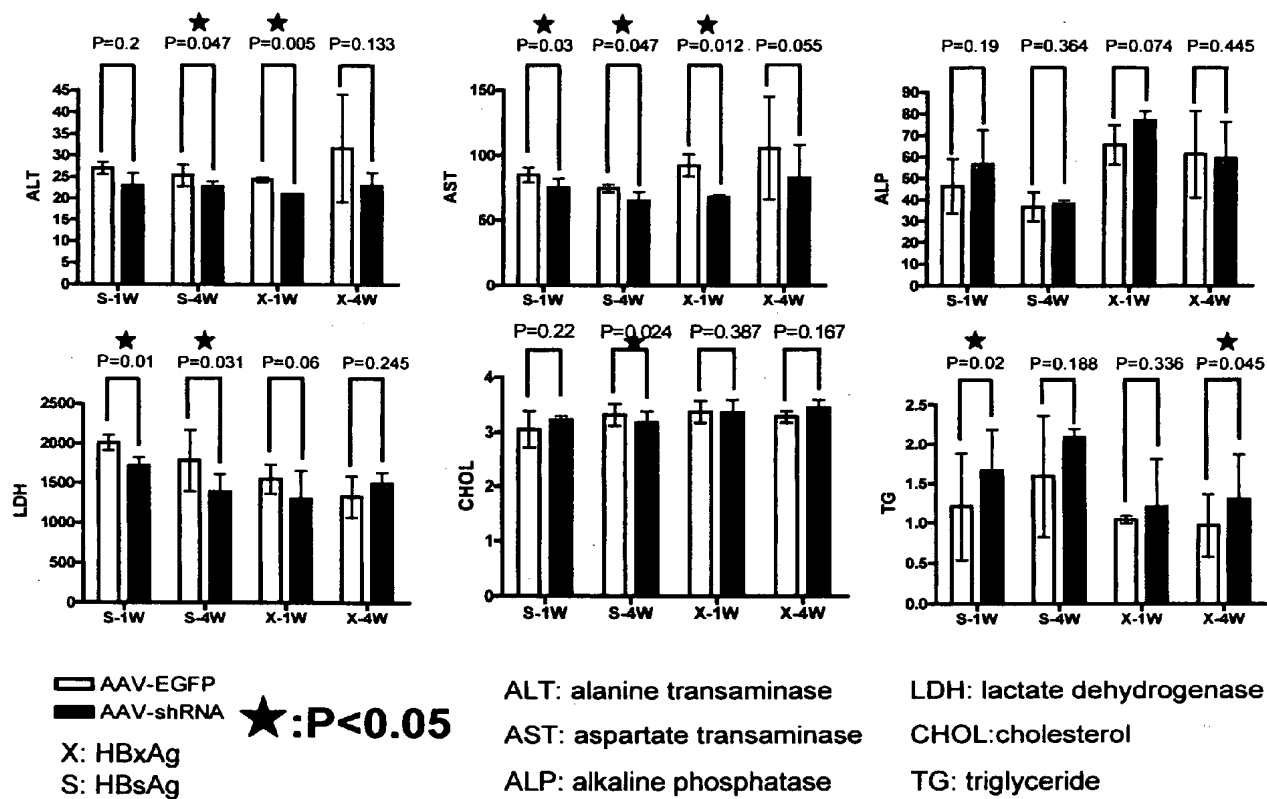 P=0.2 P=0.047 P=0.005 P=0.133
45
40
35
30
25
20
15
10
5
0
ALT
S-1W S-4W X-1W X-4W
P=0.03 P=0.047 P=0.012 P=0.055
150
100
50
0
AST
S-1W S-4W X-1W X-4W
P=0.19 P=0.364 P=0.074 P=0.445
90
80
70
60
50
40
30
20
10
0
ALP
S-1W S-4W X-1W X-4W
P=0.01 P=0.031 P=0.06 P=0.245
2500
2000
1500
1000
500
0
LDH
S-1W S-4W X-1W X-4W
P=0.22 P=0.024 P=0.387 P=0.167
4
3
2
1
0
CHOL
S-1W S-4W X-1W X-4W
P=0.02 P=0.188 P=0.336 P=0.045
2.5
2.0
1.5
1.0
0.5
0.0
TG
S-1W S-4W X-1W X-4W
AAV-EGFP
AAV-shRNA
X: HBxAg
S: HBsAg
★:P<0.05
ALT: alanine transaminase
AST: aspartate transaminase
ALP: alkaline phosphatase
LDH: lactate dehydrogenase
CHOL:cholesterol
TG: triglyceride